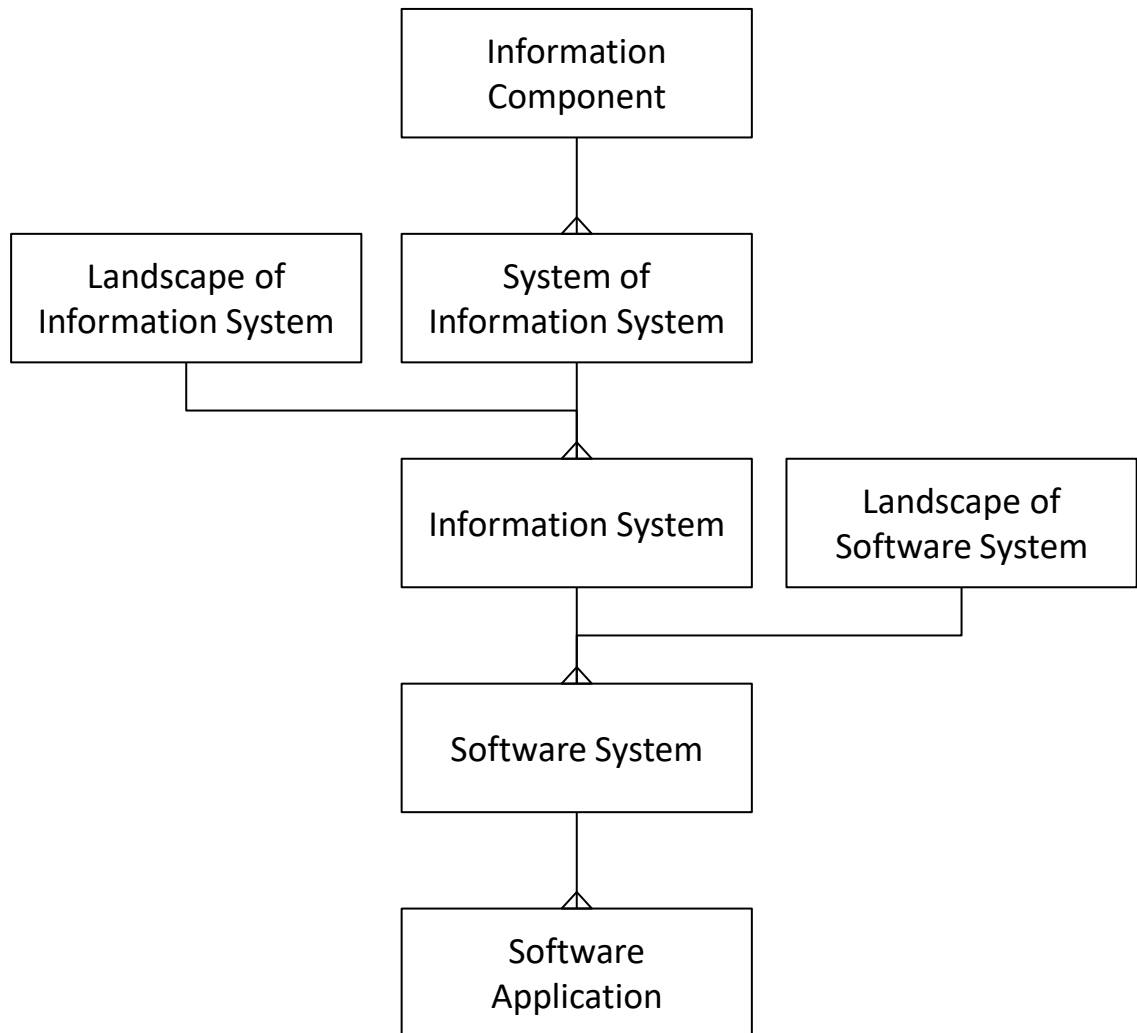 Information
Component
Landscape of
Information System
System of
Information System
Information System
Landscape of
Software System
Software System
Software
Application